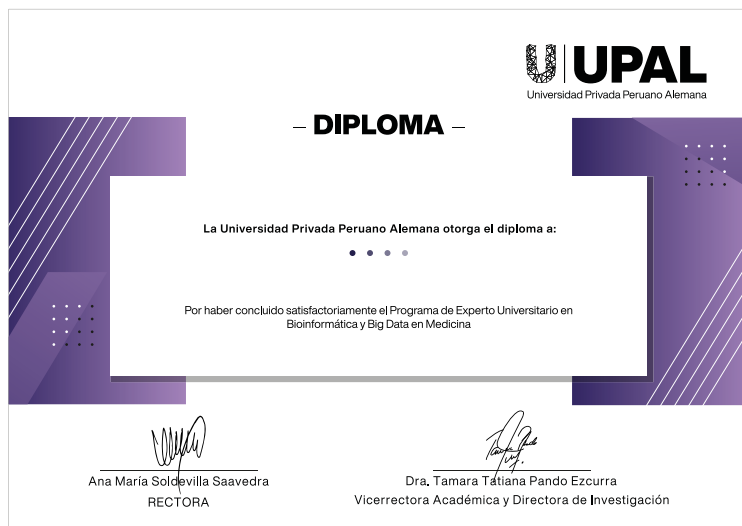 UPAL
Universidad Privada Peruano Alemana
– DIPLOMA –
La Universidad Privada Peruano Alemana otorga el diploma a:
Por haber concluido satisfactoriamente el Programa de Experto Universitario en
Bioinformática y Big Data en Medicina
Ana María Soldevilla Saavedra
RECTORA
Dra. Tamara Tatiana Pando Ezcurra
Vicerrectora Académica y Directora de Investigación